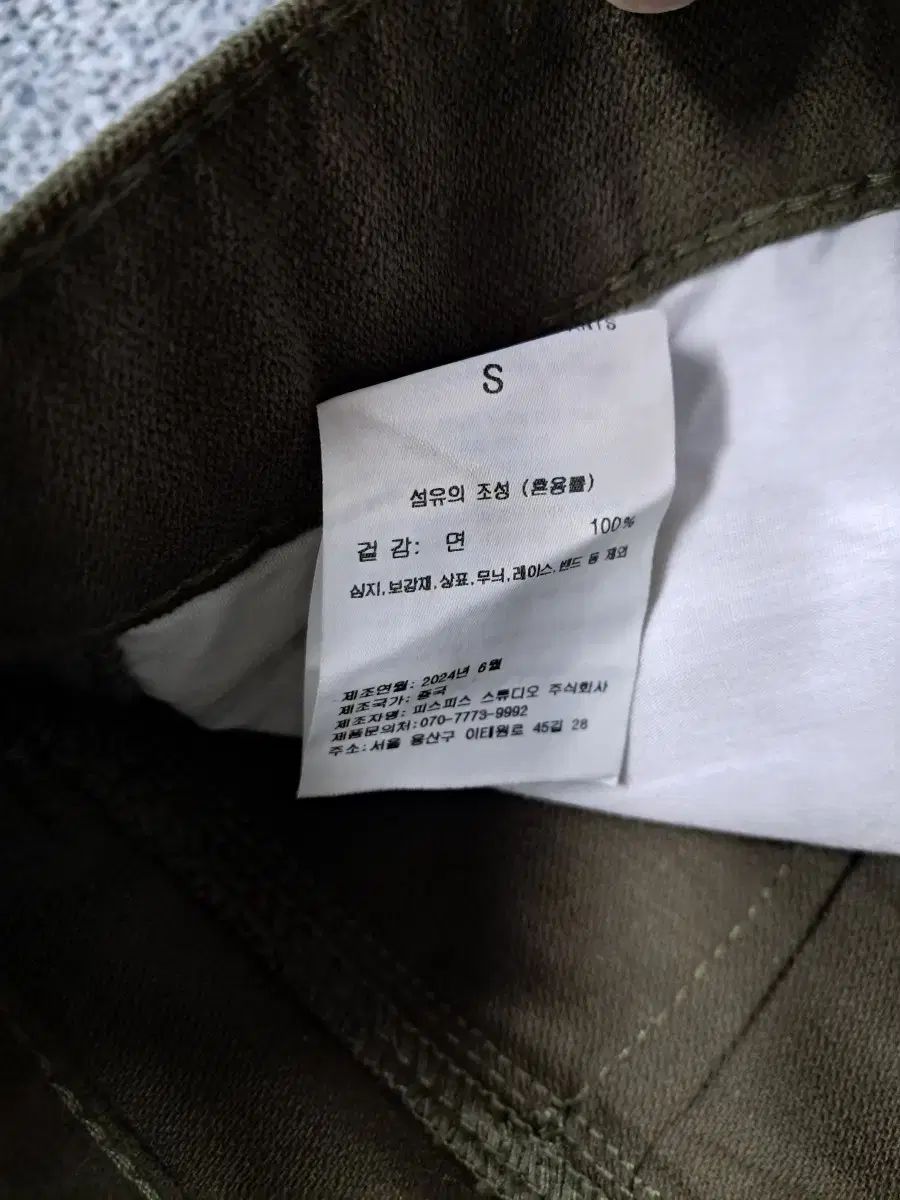 S
섬유의 조성 (혼용률)
겉 감: 면 100%
심지,보강재,상표,무늬,레이스,밴드 등 제외
제조연월: 2024년 6월
제조국가: 중국
제조자명: 피스피스 스튜디오 주식회사
제품문의처:070-7773-9992
주소:서울 용산구 이태원로 45길 28